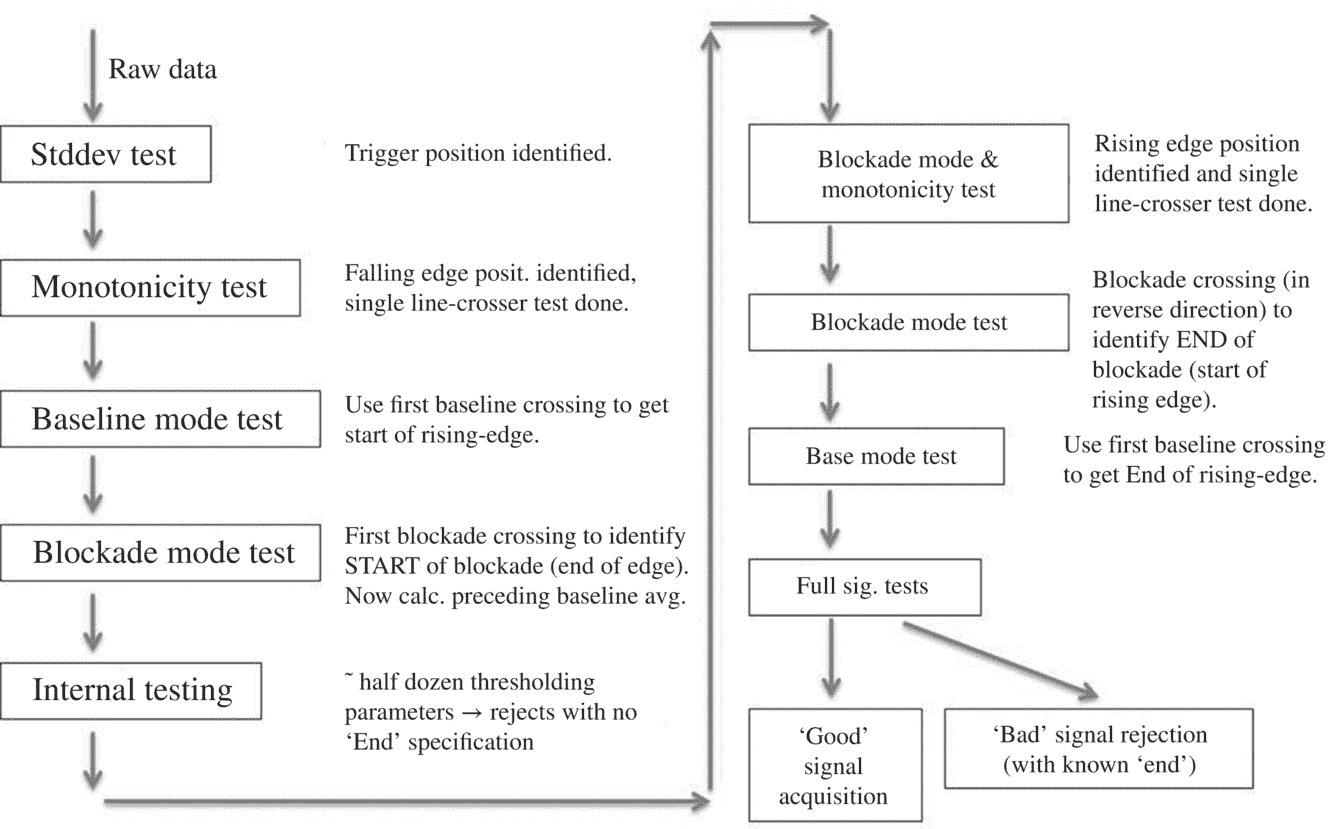 Raw data
Stddev test
Trigger position identified.
Monotonicity test
Falling edge posit. identified,
single line-crosser test done.
Baseline mode test
Use first baseline crossing to get
start of rising-edge.
Blockade mode test
First blockade crossing to identify
START of blockade (end of edge).
Now calc. preceding baseline avg.
Internal testing
˜ half dozen thresholding
parameters → rejects with no
‘End’ specification
Blockade mode &
monotonicity test
Rising edge position
identified and single
line-crosser test done.
Blockade mode test
Blockade crossing (in
reverse direction) to
identify END of
blockade (start of
rising edge).
Base mode test
Use first baseline crossing
to get End of rising-edge.
Full sig. tests
‘Good’
signal
acquisition
‘Bad’ signal rejection
(with known ‘end’)